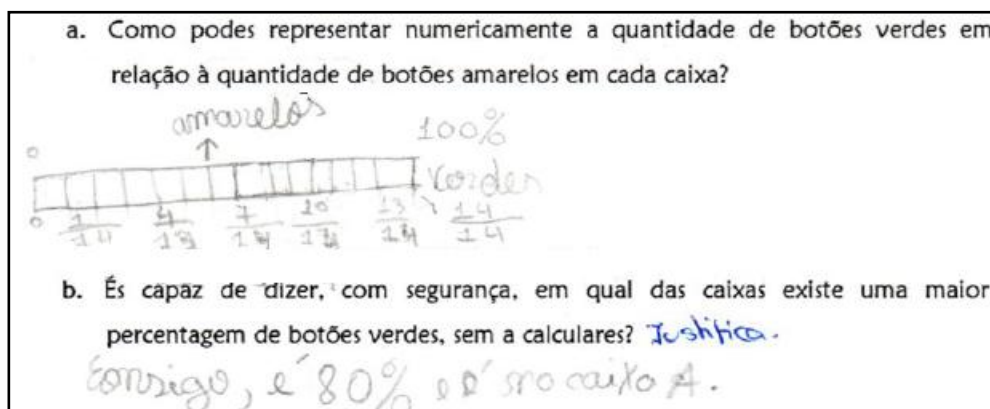 a. Como podes representar numericamente a quantidade de botões verdes em
relação à quantidade de botões amarelos em cada caixa?
amarelos
100%
0
Verdes
0 1/14 4/14 7/14 10/14 13/14 14/14
b. És capaz de dizer, com segurança, em qual das caixas existe uma maior
percentagem de botões verdes, sem a calculares? Justifica.
Consigo, é 80% e é no caixa A.